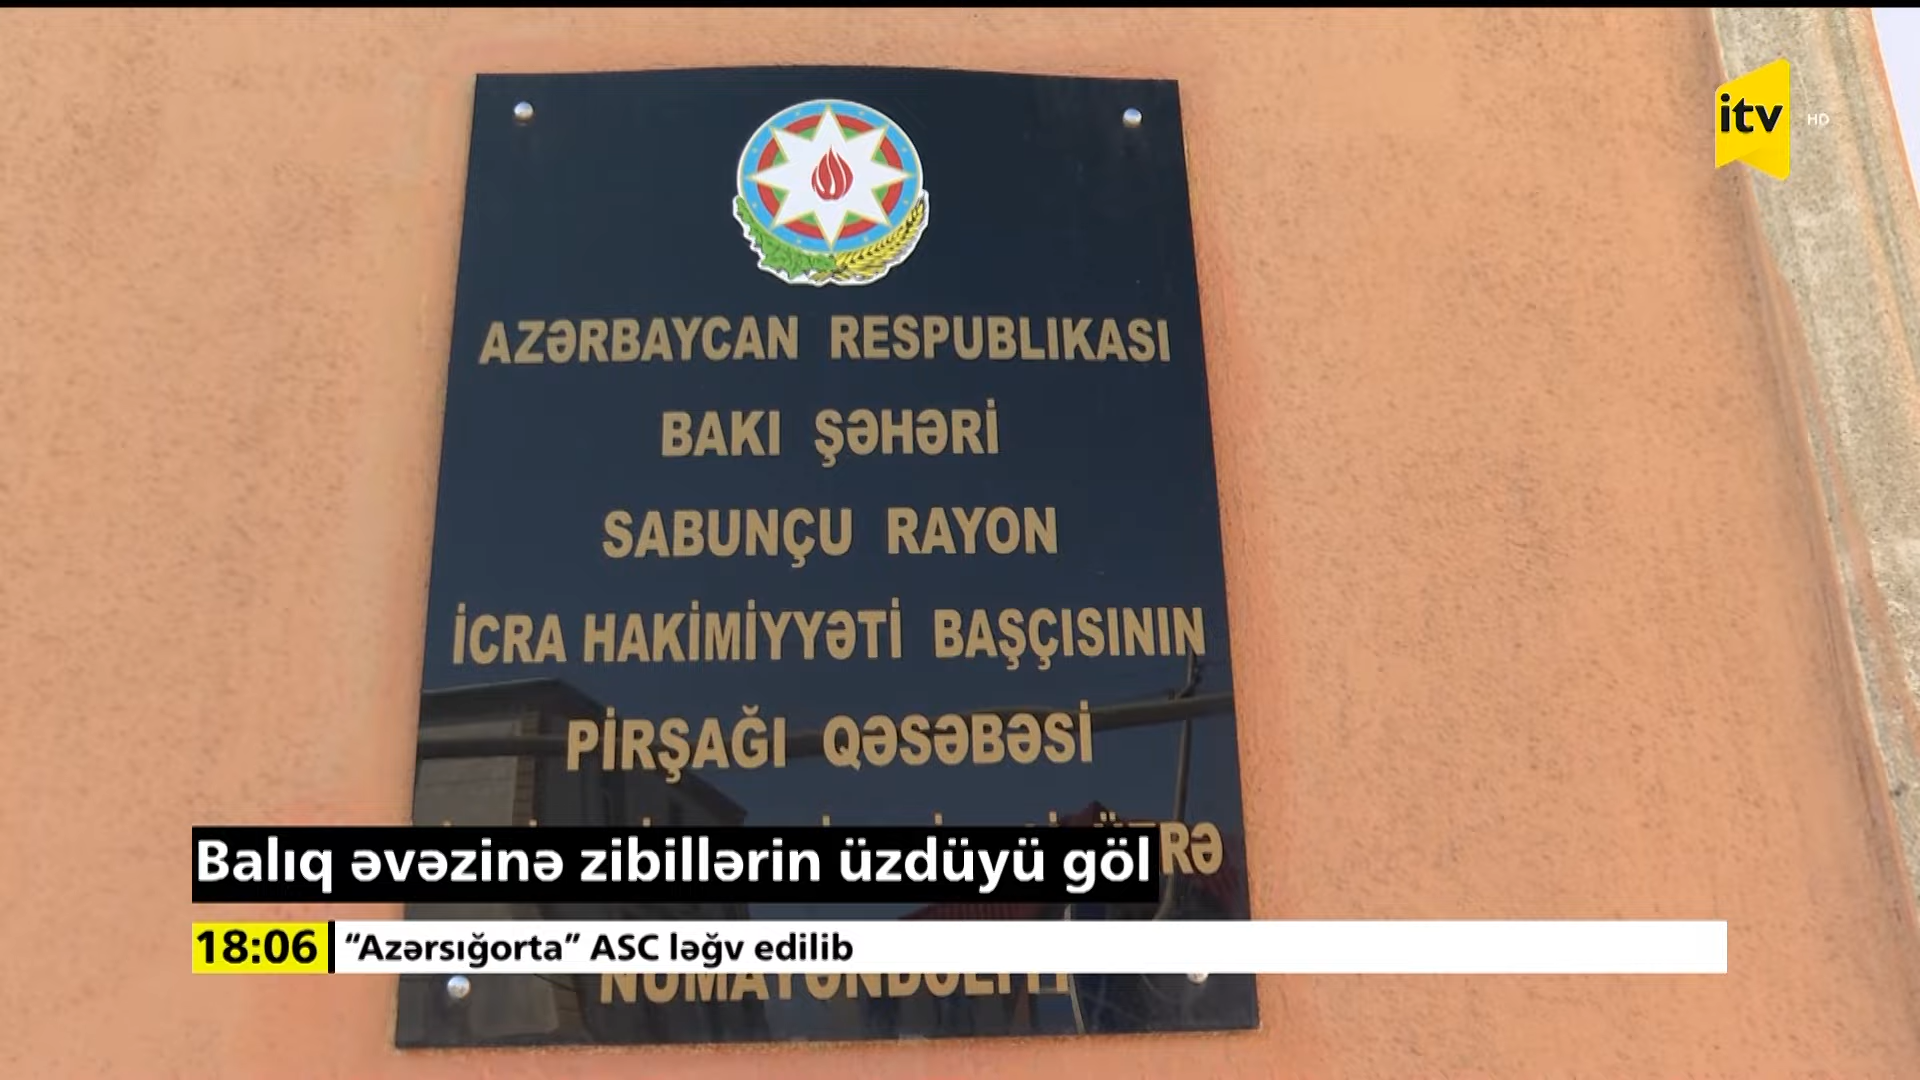 itv HD
AZƏRBAYCAN RESPUBLIKASI
BAKI ŞƏHƏRİ
SABUNÇU RAYON
İCRA HAKİMİYYƏTİ BAŞÇISININ
PİRŞAĞI QƏSƏBƏSİ
Balıq əvəzinə zibillərin üzdüyü göl
18:06 “Azərsığorta” ASC ləğv edilib